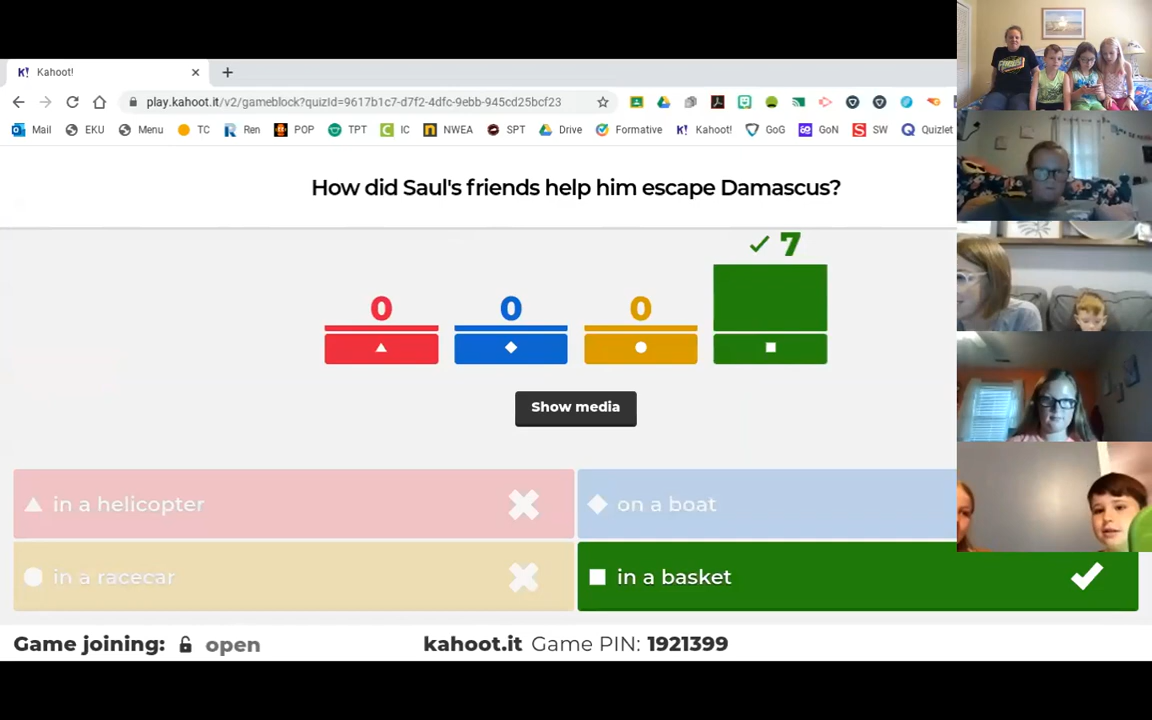 K! Kahoot!
play.kahoot.it/v2/gameblock?quizId=9617b1c7-d7f2-4dfc-9ebb-945cd25bcf23
Mail EKU Menu TC Ren POP TPT IC NWEA SPT Drive Formative K! Kahoot! GoG GoN SW Quizlet
How did Saul's friends help him escape Damascus?
7
0 0 0
Show media
in a helicopter on a boat
in a racecar in a basket
Game joining: open kahoot.it Game PIN: 1921399